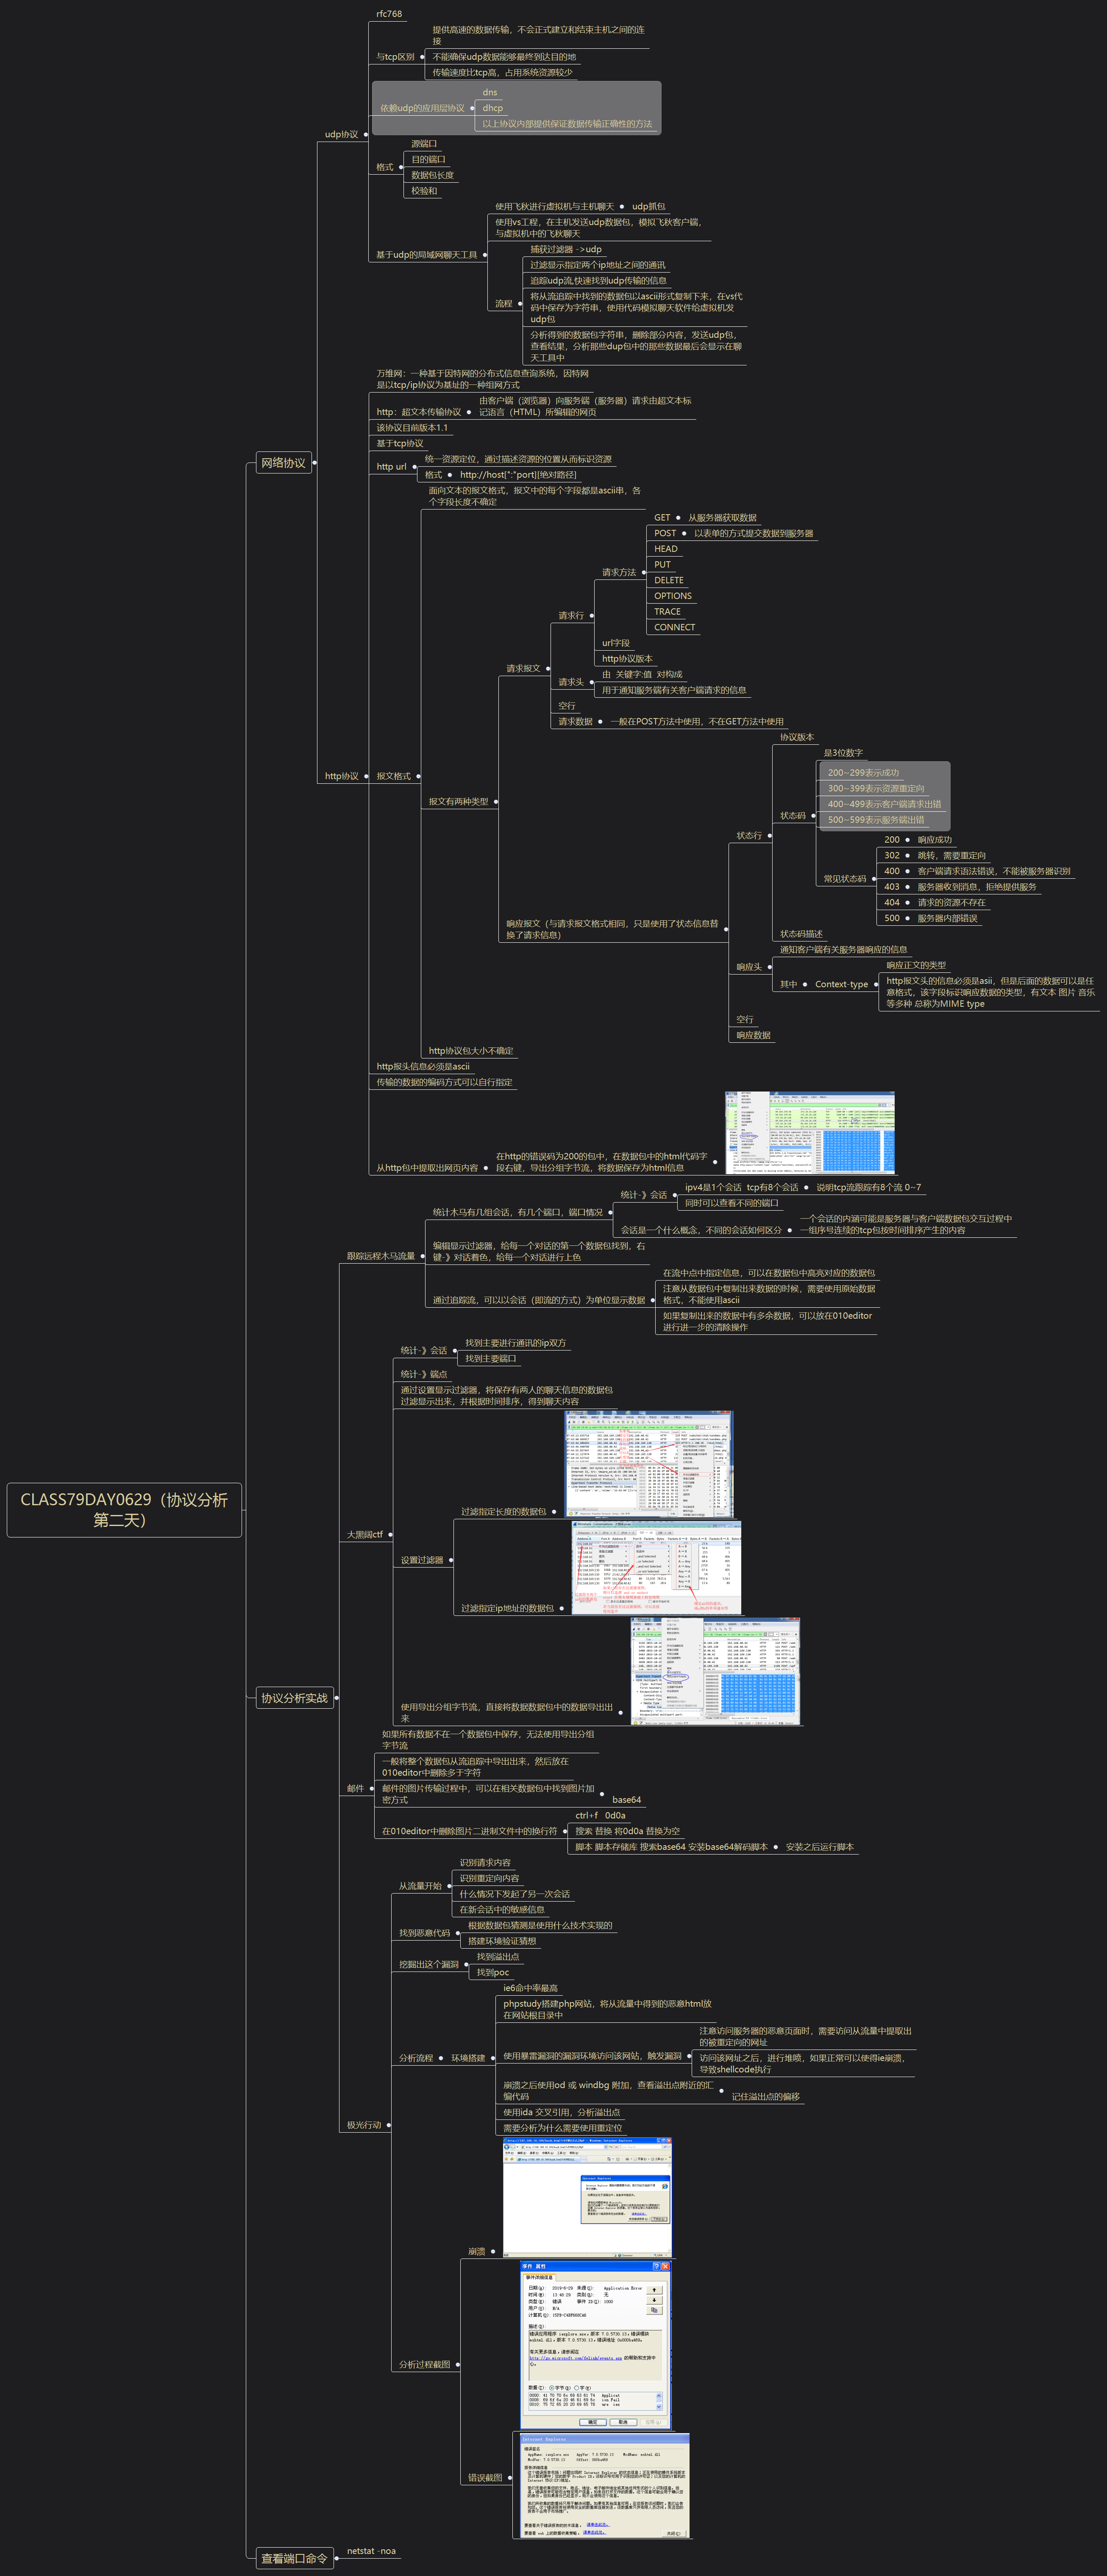 CLASS79DAY0629（协议分析
第二天）
网络协议
udp协议
rfc768
与tcp区别
提供高速的数据传输，不会正式建立和结束主机之间的连
接
不能确保udp数据能够最终到达目的地
传输速度比tcp高，占用系统资源较少
依赖udp的应用层协议
dns
dhcp
以上协议内部提供保证数据传输正确性的方法
格式
源端口
目的端口
数据包长度
校验和
基于udp的局域网聊天工具
使用飞秋进行虚拟机与主机聊天
udp抓包
使用vs工程，在主机发送udp数据包，模拟飞秋客户端，
与虚拟机中的飞秋聊天
流程
捕获过滤器 ->udp
过滤显示指定两个ip地址之间的通讯
追踪udp流,快速找到udp传输的信息
将从流追踪中找到的数据包以ascii形式复制下来，在vs代
码中保存为字符串，使用代码模拟聊天软件给虚拟机发
udp包
分析得到的数据包字符串，删除部分内容，发送udp包，
查看结果，分析那些dup包中的那些数据最后会显示在聊
天工具中
http协议
万维网：一种基于因特网的分布式信息查询系统，因特网
是以tcp/ip协议为基址的一种组网方式
http：超文本传输协议
由客户端（浏览器）向服务端（服务器）请求由超文本标
记语言（HTML）所编辑的网页
该协议目前版本1.1
基于tcp协议
http url
统一资源定位，通过描述资源的位置从而标识资源
格式
http://host[":"port][绝对路径]
报文格式
面向文本的报文格式，报文中的每个字段都是ascii串，各
个字段长度不确定
报文有两种类型
请求报文
请求行
请求方法
GET
从服务器获取数据
POST
以表单的方式提交数据到服务器
HEAD
PUT
DELETE
OPTIONS
TRACE
CONNECT
url字段
http协议版本
请求头
由 关键字:值 对构成
用于通知服务端有关客户端请求的信息
空行
请求数据
一般在POST方法中使用，不在GET方法中使用
响应报文（与请求报文格式相同，只是使用了状态信息替
换了请求信息）
状态行
协议版本
状态码
是3位数字
200~299表示成功
300~399表示资源重定向
400~499表示客户端请求出错
500~599表示服务端出错
常见状态码
200
响应成功
302
跳转，需要重定向
400
客户端请求语法错误，不能被服务器识别
403
服务器收到消息，拒绝提供服务
404
请求的资源不存在
500
服务器内部错误
状态码描述
响应头
通知客户端有关服务器响应的信息
其中
Context-type
响应正文的类型
http报文头的信息必须是asii，但是后面的数据可以是任
意格式，该字段标识响应数据的类型，有文本 图片 音乐
等多种 总称为MIME type
空行
响应数据
http协议包大小不确定
http报头信息必须是ascii
传输的数据的编码方式可以自行指定
从http包中提取出网页内容
在http的错误码为200的包中，在数据包中的html代码字
段右键，导出分组字节流，将数据保存为html信息
协议分析实战
跟踪远程木马流量
统计木马有几组会话，有几个端口，端口情况
统计-》会话
ipv4是1个会话 tcp有8个会话
说明tcp流跟踪有8个流 0~7
同时可以查看不同的端口
会话是一个什么概念，不同的会话如何区分
一个会话的内涵可能是服务器与客户端数据包交互过程中
一组序号连续的tcp包按时间排序产生的内容
编辑显示过滤器，给每一个对话的第一个数据包找到，右
键-》对话着色，给每一个对话进行上色
通过追踪流，可以以会话（即流的方式）为单位显示数据
在流中点中指定信息，可以在数据包中高亮对应的数据包
注意从数据包中复制出来数据的时候，需要使用原始数据
格式，不能使用ascii
如果复制出来的数据中有多余数据，可以放在010editor
进行进一步的清除操作
大黑阔ctf
统计-》会话
找到主要进行通讯的ip双方
找到主要端口
统计-》端点
通过设置显示过滤器，将保存有两人的聊天信息的数据包
过滤显示出来，并根据时间排序，得到聊天内容
设置过滤器
过滤指定长度的数据包
过滤指定ip地址的数据包
使用导出分组字节流，直接将数据数据包中的数据导出出
来
邮件
如果所有数据不在一个数据包中保存，无法使用导出分组
字节流
一般将整个数据包从流追踪中导出出来，然后放在
010editor中删除多于字符
邮件的图片传输过程中，可以在相关数据包中找到图片加
密方式
base64
在010editor中删除图片二进制文件中的换行符
ctrl+f 0d0a
搜索 替换 将0d0a 替换为空
脚本 脚本存储库 搜索base64 安装base64解码脚本
安装之后运行脚本
极光行动
从流量开始
识别请求内容
识别重定向内容
什么情况下发起了另一次会话
在新会话中的敏感信息
找到恶意代码
根据数据包猜测是使用什么技术实现的
搭建环境验证猜想
挖掘出这个漏洞
找到溢出点
找到poc
分析流程
环境搭建
ie6命中率最高
phpstudy搭建php网站，将从流量中得到的恶意html放
在网站根目录中
使用暴雷漏洞的漏洞环境访问该网站，触发漏洞
注意访问服务器的恶意页面时，需要访问从流量中提取出
的被重定向的网址
访问该网址之后，进行堆喷，如果正常可以使得ie崩溃，
导致shellcode执行
崩溃之后使用od 或 windbg 附加，查看溢出点附近的汇
编代码
记住溢出点的偏移
使用ida 交叉引用，分析溢出点
需要分析为什么需要使用重定位
分析过程截图
崩溃
错误截图
事件 属性
查看端口命令
netstat -noa